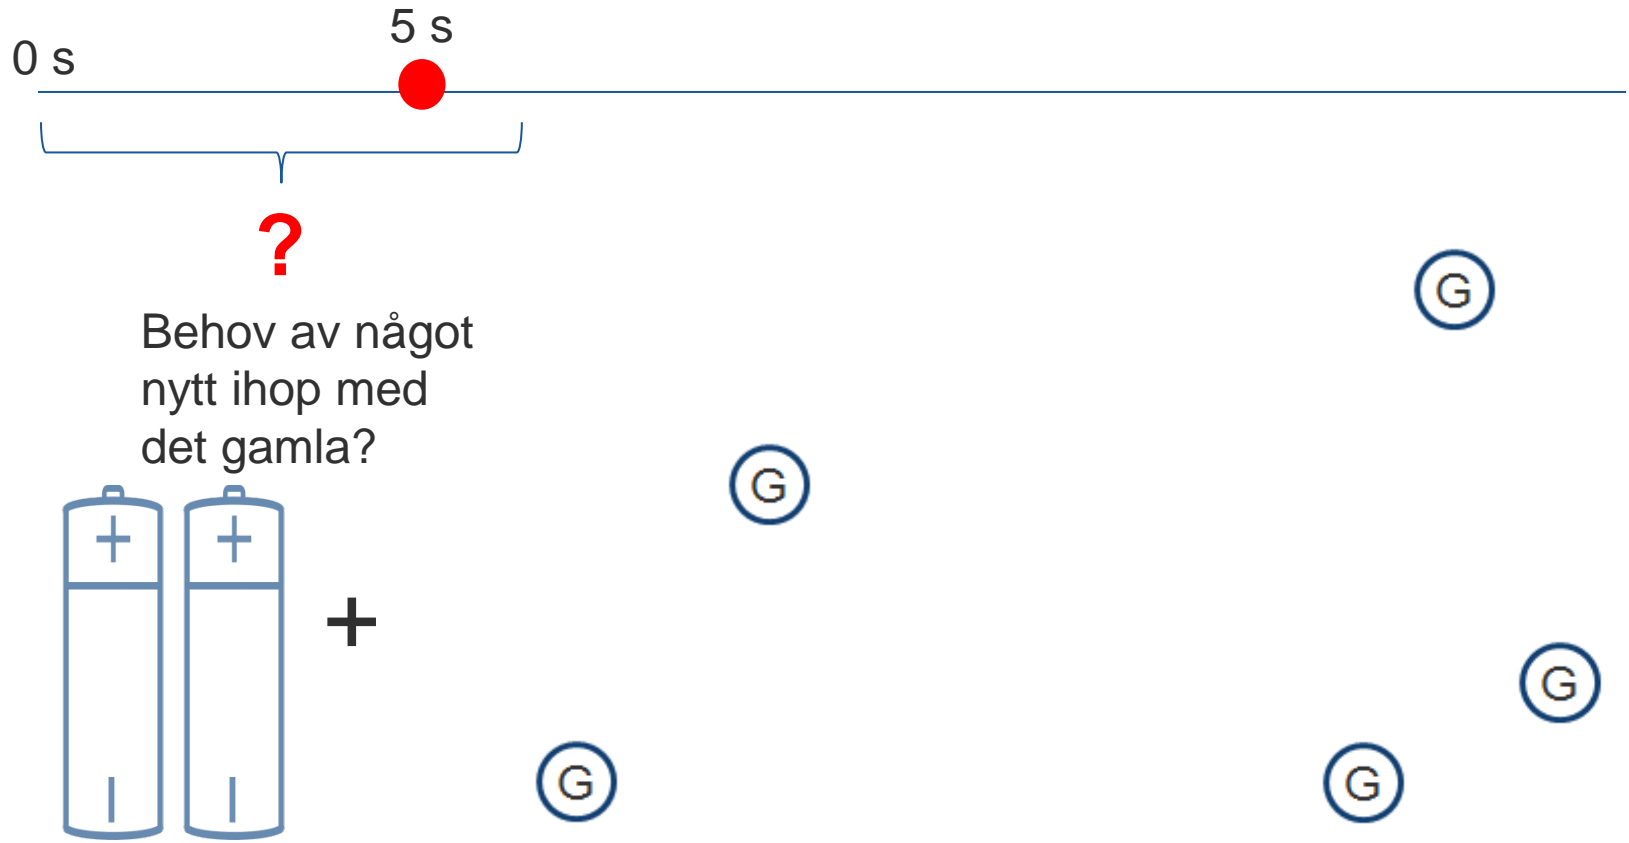 0 s
5 s
?
Behov av något
nytt ihop med
det gamla?
+ +
+
G
G
G
G
G